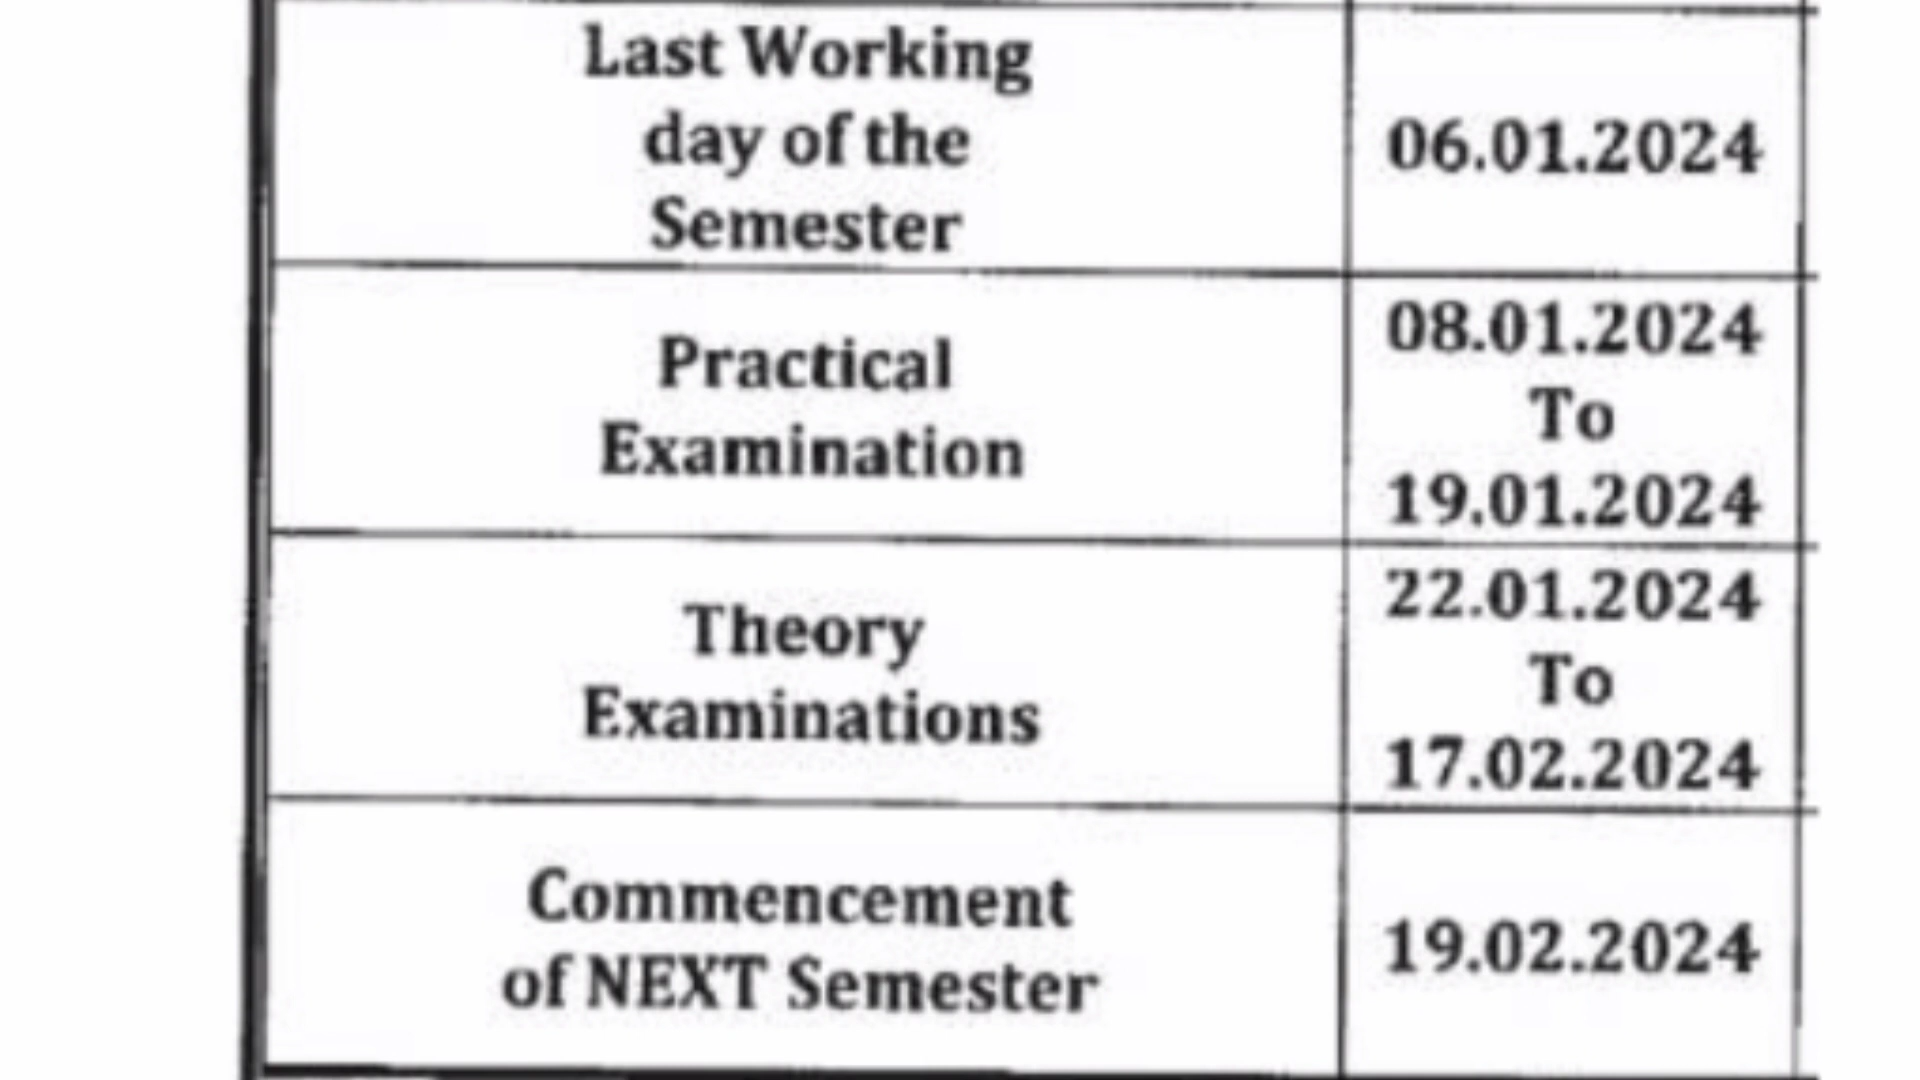 Last Working
day of the
Semester
06.01.2024
Practical
Examination
08.01.2024
To
19.01.2024
Theory
Examinations
22.01.2024
To
17.02.2024
Commencement
of NEXT Semester
19.02.2024